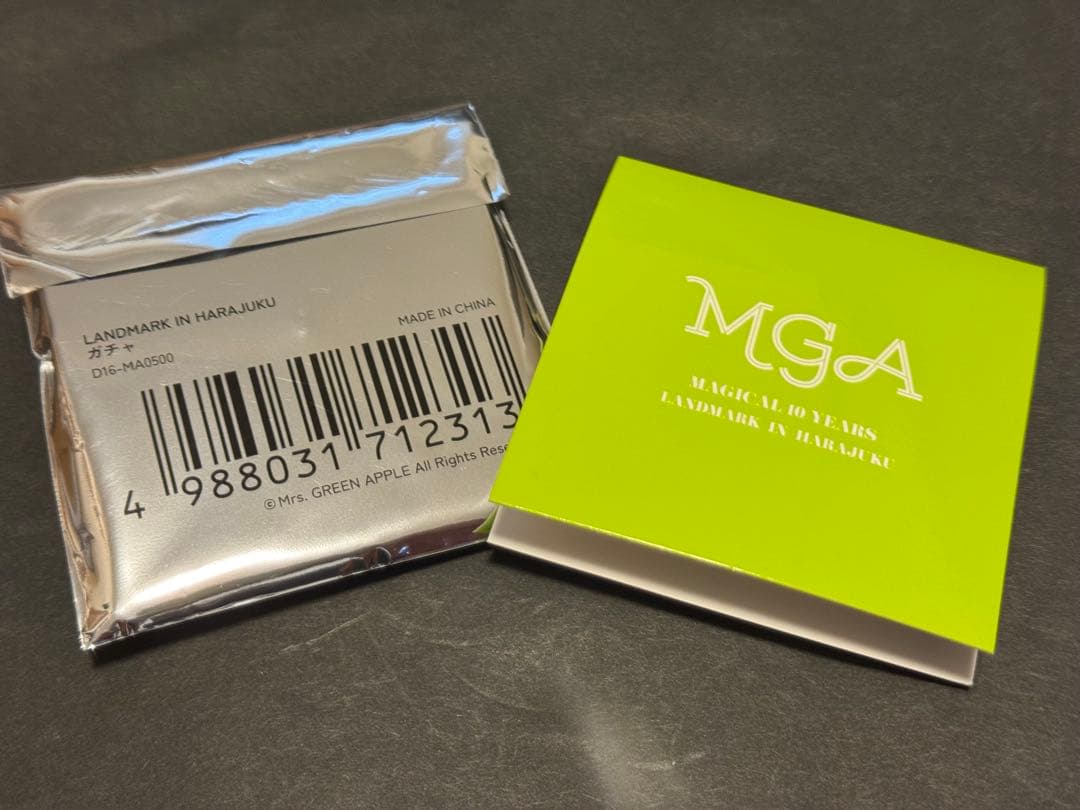 LANDMARK IN HARAJUKU
ガチャ
D16-MA0500
MADE IN CHINA
4 988031 712313
©Mrs. GREEN APPLE All Rights Rese
MGA
MAGICAL 10 YEARS
LANDMARK IN HARAJUKU